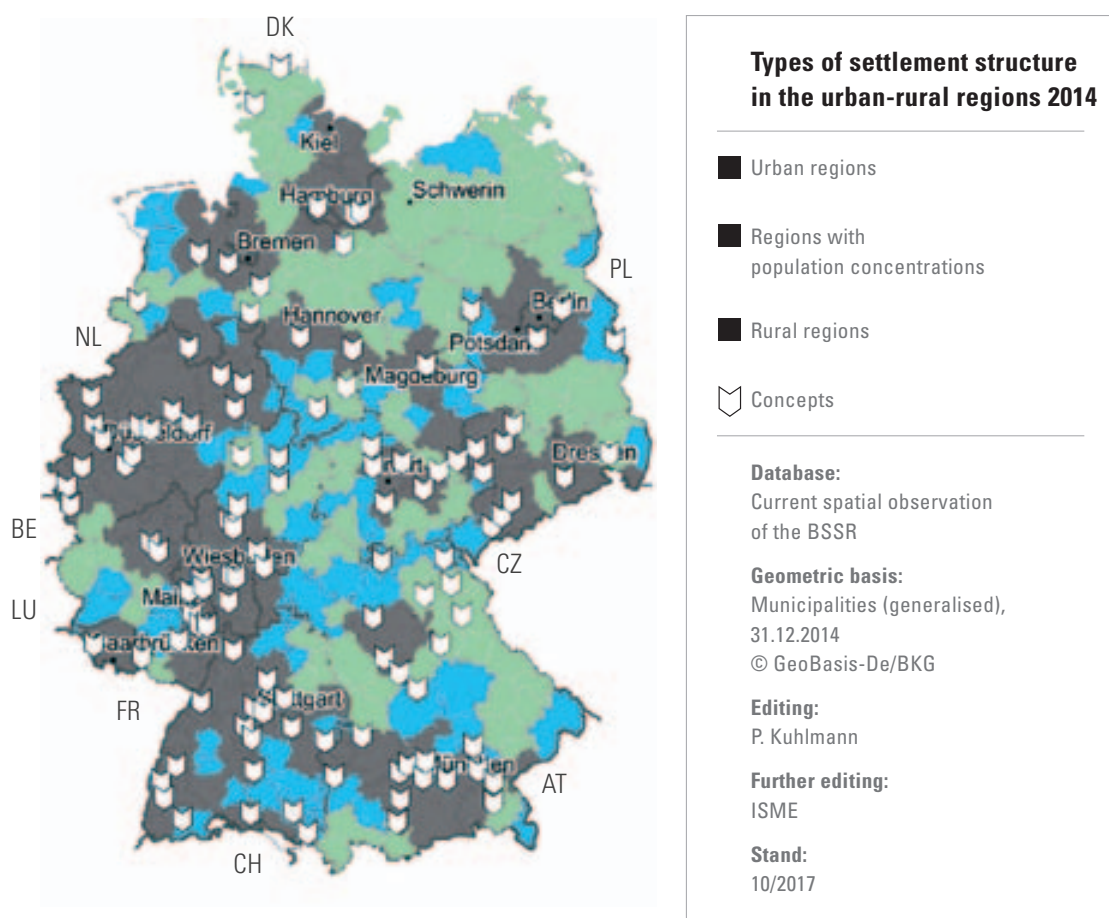 DK
Kiel
Hamburg
Schwerin
Bremen
PL
Berlin
Hannover
NL
Potsdam
Magdeburg
Düsseldorf
Dresden
BE
Wiesbaden
CZ
LU
Mainz
Saarbrücken
FR
Stuttgart
München
AT
CH
Types of settlement structure
in the urban-rural regions 2014
Urban regions
Regions with
population concentrations
Rural regions
Concepts
Database:
Current spatial observation
of the BSSR
Geometric basis:
Municipalities (generalised),
31.12.2014
© GeoBasis-De/BKG
Editing:
P. Kuhlmann
Further editing:
ISME
Stand:
10/2017